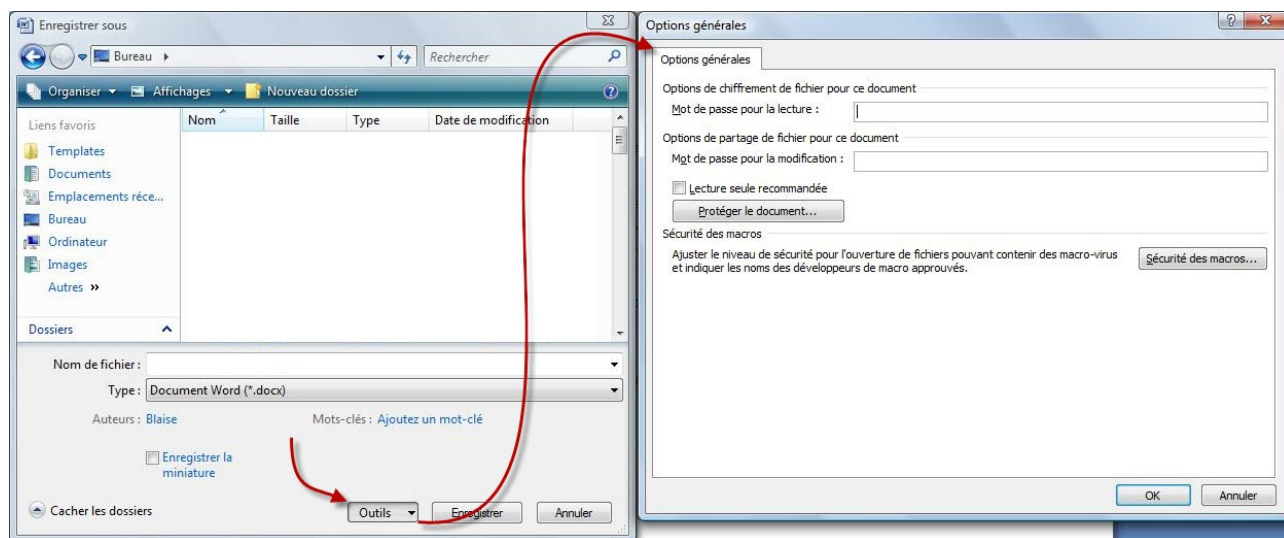 Enregistrer sous
Bureau
Rechercher
Organiser
Affichages
Nouveau dossier
Liens favoris
Nom
Taille
Type
Date de modification
Templates
Documents
Emplacements réce...
Bureau
Ordinateur
Images
Autres »
Dossiers
Nom de fichier :
Type : Document Word (*.docx)
Auteurs : Blaise
Mots-clés : Ajoutez un mot-clé
Enregistrer la
miniature
Cacher les dossiers
Outils
Enregistrer
Annuler
Options générales
Options générales
Options de chiffrement de fichier pour ce document
Mot de passe pour la lecture :
Options de partage de fichier pour ce document
Mot de passe pour la modification :
Lecture seule recommandée
Protéger le document...
Sécurité des macros
Ajuster le niveau de sécurité pour l'ouverture de fichiers pouvant contenir des macro-virus
et indiquer les noms des développeurs de macro approuvés.
Sécurité des macros...
OK
Annuler